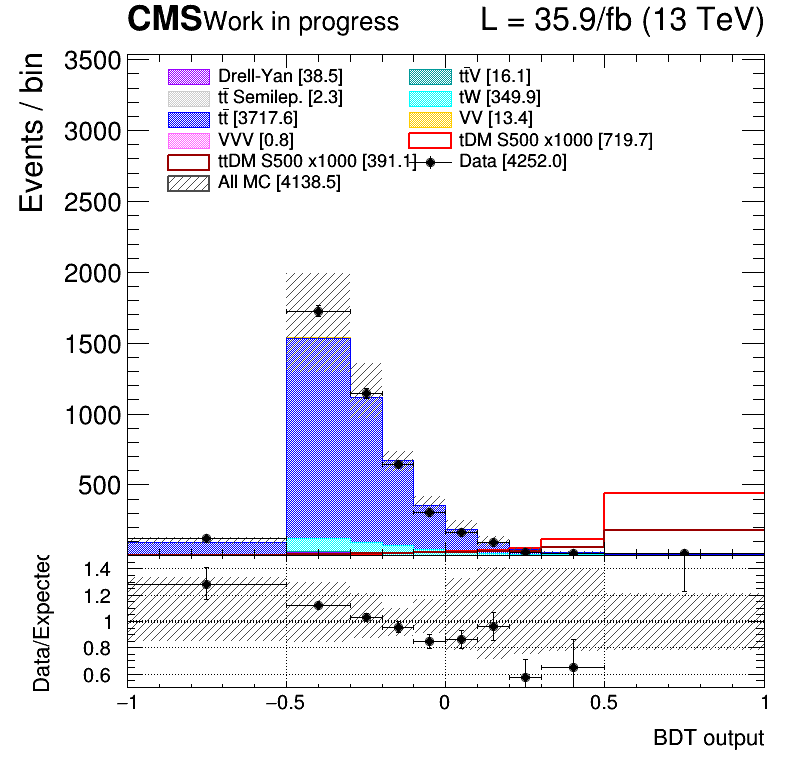 CMS Work in progress L = 35.9/fb (13 TeV)
Events / bin
3500
3000
2500
2000
1500
1000
500
Drell-Yan [38.5] tt̄V [16.1]
tt̄ Semilep. [2.3] tW [349.9]
tt̄ [3717.6] VV [13.4]
VVV [0.8] tDM S500 x1000 [719.7]
ttDM S500 x1000 [391.1] Data [4252.0]
All MC [4138.5]
Data/Expected
1.4
1.2
1
0.8
0.6
−1 −0.5 0 0.5 1
BDT output